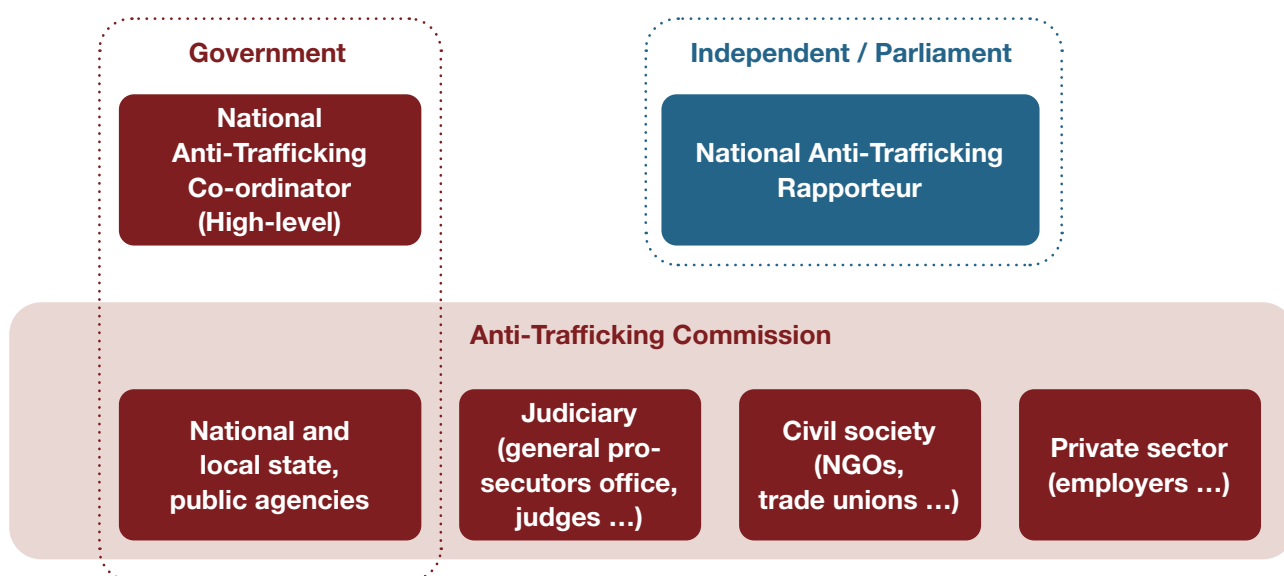 Government
National
Anti-Trafficking
Co-ordinator
(High-level)
Independent / Parliament
National Anti-Trafficking
Rapporteur
Anti-Trafficking Commission
National and
local state,
public agencies
Judiciary
(general pro-
secutors office,
judges …)
Civil society
(NGOs,
trade unions …)
Private sector
(employers …)